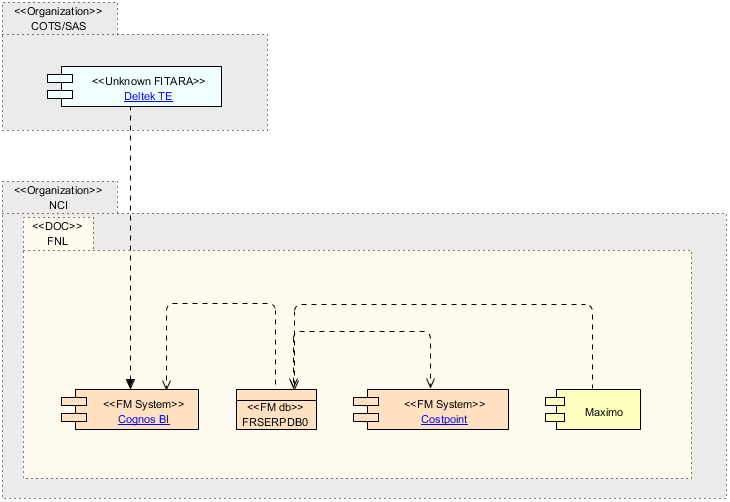 <<Organization>>
COTS/SAS
<<Unknown FITARA>>
Deltek TE
<<Organization>>
NCI
<<DOC>>
FNL
<<FM System>>
Cognos BI
<<FM db>>
FRSERPDB0
<<FM System>>
Costpoint
Maximo